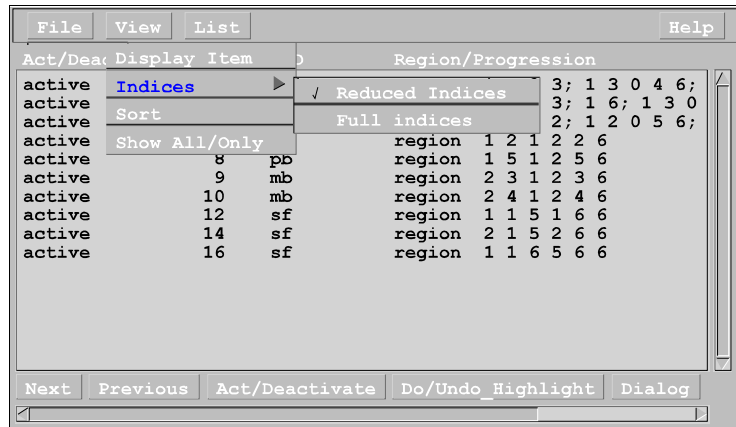 File View List Help
Act/Deac Region/Progression
Display Item
Indices
Sort
Show All/Only
√ Reduced Indices
Full indices
active 3; 1 3 0 4 6;
active 3; 1 6; 1 3 0
active 2; 1 2 0 5 6;
active region 1 2 1 2 2 6
active 8 pb region 1 5 1 2 5 6
active 9 mb region 2 3 1 2 3 6
active 10 mb region 2 4 1 2 4 6
active 12 sf region 1 1 5 1 6 6
active 14 sf region 2 1 5 2 6 6
active 16 sf region 1 1 6 5 6 6
Next Previous Act/Deactivate Do/Undo_Highlight Dialog